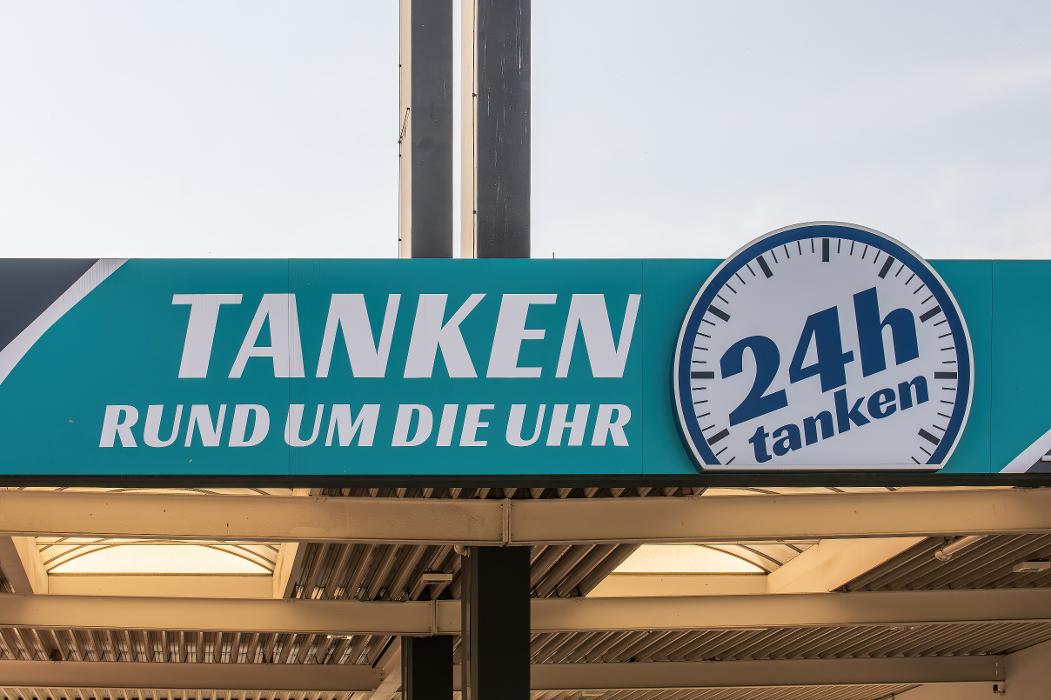 TANKEN
RUND UM DIE UHR
24h
tanken